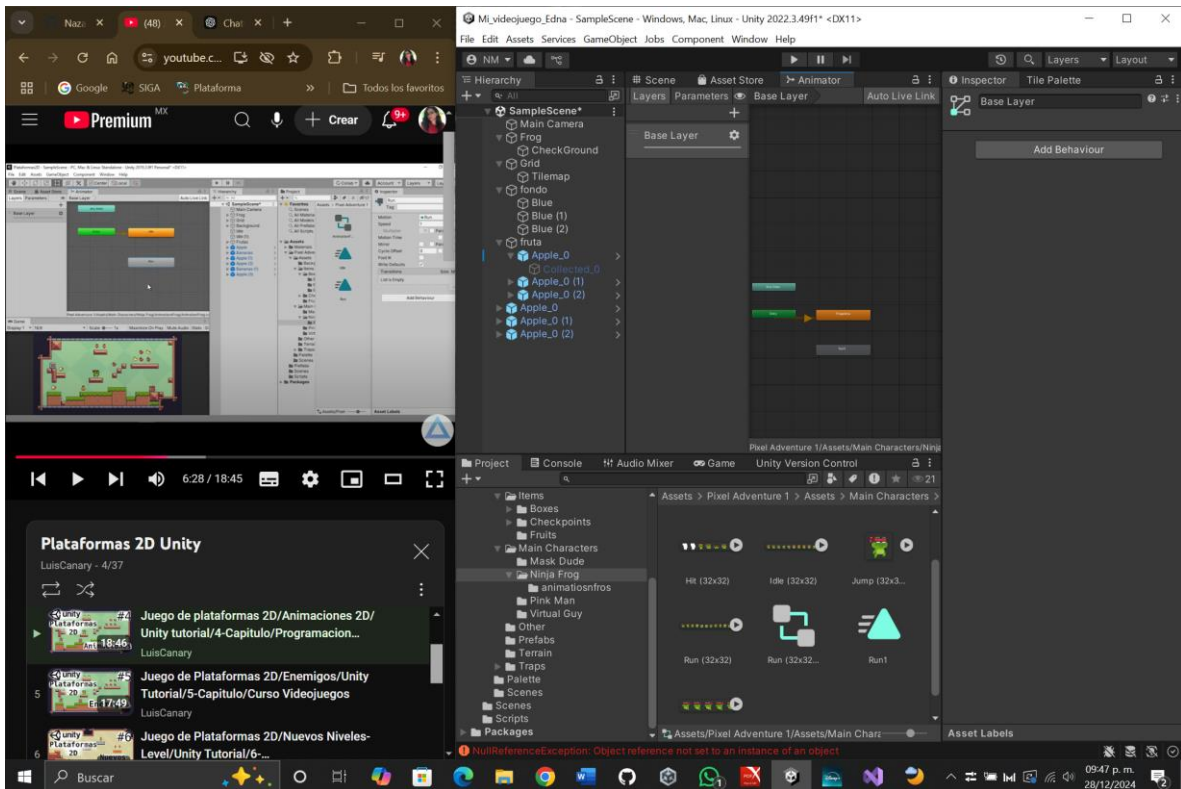 Naza
(48)
Chat
youtube.c...
Google
SIGA
Plataforma
»
Todos los favoritos
Premium MX
Crear
9+
6:28 / 18:45
Plataformas 2D Unity
LuisCanary - 4/37
Juego de plataformas 2D/Animaciones 2D/
Unity tutorial/4-Capitulo/Programacion...
LuisCanary
#4
18:46
5
Juego de plataformas 2D/Enemigos/Unity
Tutorial/5-Capitulo/Curso Videojuegos
LuisCanary
#5
17:49
6
Juego de plataformas 2D/Nuevos Niveles-
Level/Unity Tutorial/6-...
#6
Mi_videojuego_Edna - SampleScene - Windows, Mac, Linux - Unity 2022.3.49f1* <DX11>
File Edit Assets Services GameObject Jobs Component Window Help
NM
Layers
Layout
Hierarchy
All
SampleScene*
Main Camera
Frog
CheckGround
Grid
Tilemap
fondo
Blue
Blue (1)
Blue (2)
fruta
Apple_0
Collected_0
Apple_0 (1)
Apple_0 (2)
Apple_0
Apple_0 (1)
Apple_0 (2)
Scene
Asset Store
Animator
Layers Parameters
Base Layer
Auto Live Link
Base Layer
Pixel Adventure 1/Assets/Main Characters/Ninja
Inspector
Tile Palette
Base Layer
Add Behaviour
Asset Labels
Project
Console
Audio Mixer
Game
Unity Version Control
21
Items
Boxes
Checkpoints
Fruits
Main Characters
Mask Dude
Ninja Frog
animatiosnfros
Pink Man
Virtual Guy
Other
Prefabs
Terrain
Traps
Palette
Scenes
Scenes
Scripts
Packages
Assets > Pixel Adventure 1 > Assets > Main Characters >
Hit (32x32)
Idle (32x32)
Jump (32x3...
Run (32x32)
Run (32x32...
Run1
Assets/Pixel Adventure 1/Assets/Main Chara
NullReferenceException: Object reference not set to an instance of an object
Buscar
09:47 p. m.
28/12/2024